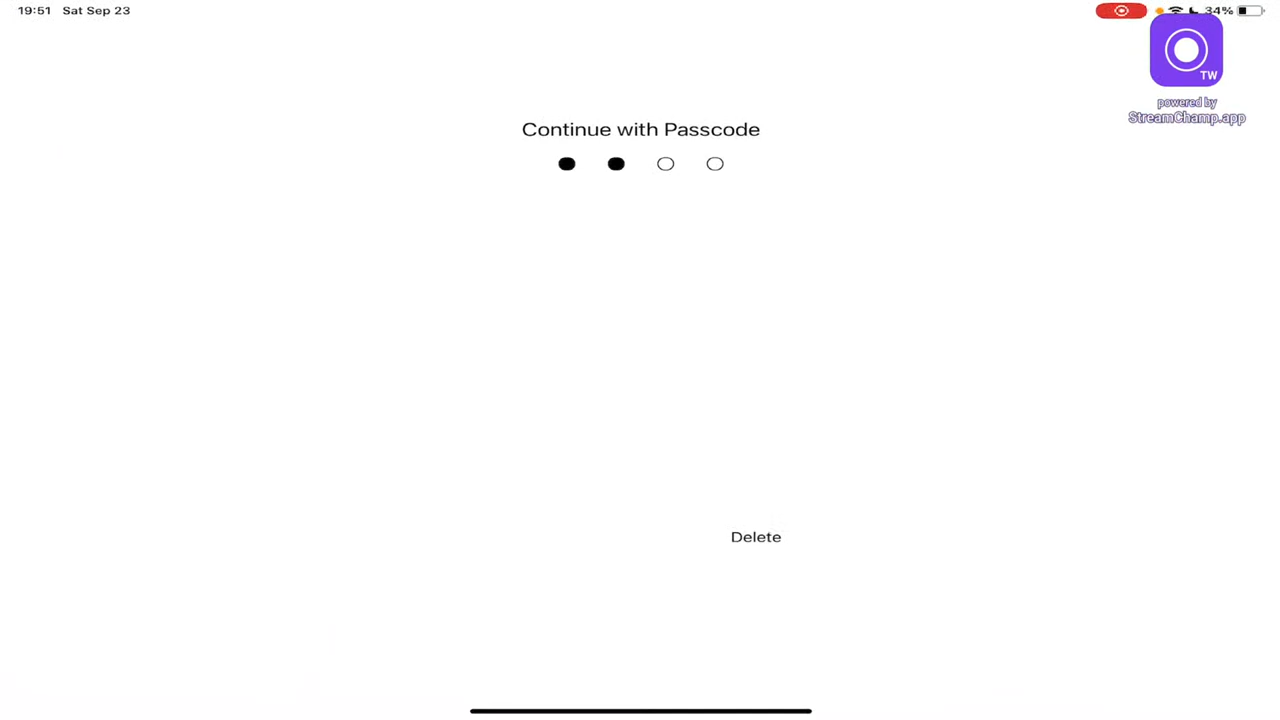 19:51 Sat Sep 23
34%
TW
powered by
StreamChamp.app
Continue with Passcode
Delete